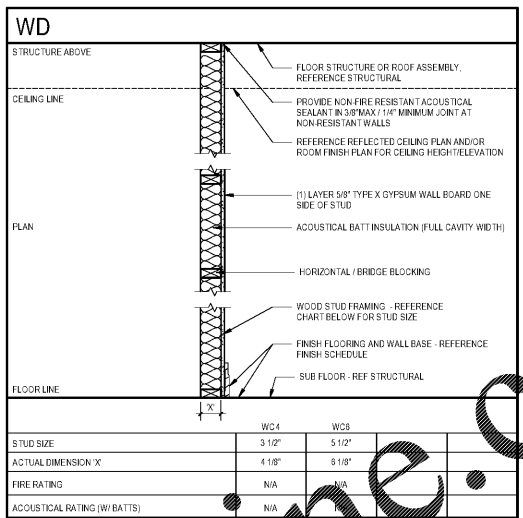 WD
STRUCTURE ABOVE
FLOOR STRUCTURE OR ROOF ASSEMBLY,
REFERENCE STRUCTURAL
CEILING LINE
PROVIDE NON-FIRE RESISTANT ACOUSTICAL
SEALANT IN 3/8"MAX / 1/4" MINIMUM JOINT AT
NON-RESISTANT WALLS
REFERENCE REFLECTED CEILING PLAN AND/OR
ROOM FINISH PLAN FOR CEILING HEIGHT/ELEVATION
(1) LAYER 5/8" TYPE X GYPSUM WALL BOARD ONE
SIDE OF STUD
PLAN
ACOUSTICAL BATT INSULATION (FULL CAVITY WIDTH)
HORIZONTAL / BRIDGE BLOCKING
WOOD STUD FRAMING - REFERENCE
CHART BELOW FOR STUD SIZE
FINISH FLOORING AND WALL BASE - REFERENCE
FINISH SCHEDULE
SUB FLOOR - REF STRUCTURAL
FLOOR LINE
'X'
WC4 WC6
STUD SIZE 3 1/2" 5 1/2"
ACTUAL DIMENSION 'X' 4 1/8" 6 1/8"
FIRE RATING N/A N/A
ACOUSTICAL RATING (W/ BATTS) N/A